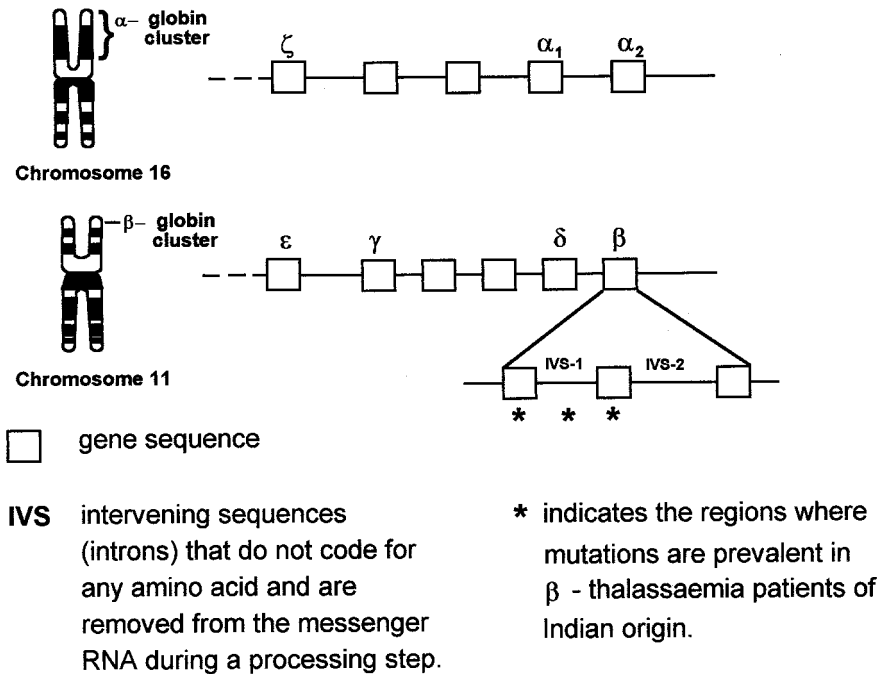 α– globin
cluster
ζ α₁ α₂
Chromosome 16
β– globin
cluster
ε γ δ β
Chromosome 11
IVS-1 IVS-2
* * *
gene sequence
IVS intervening sequences
(introns) that do not code for
any amino acid and are
removed from the messenger
RNA during a processing step.
* indicates the regions where
mutations are prevalent in
β - thalassaemia patients of
Indian origin.